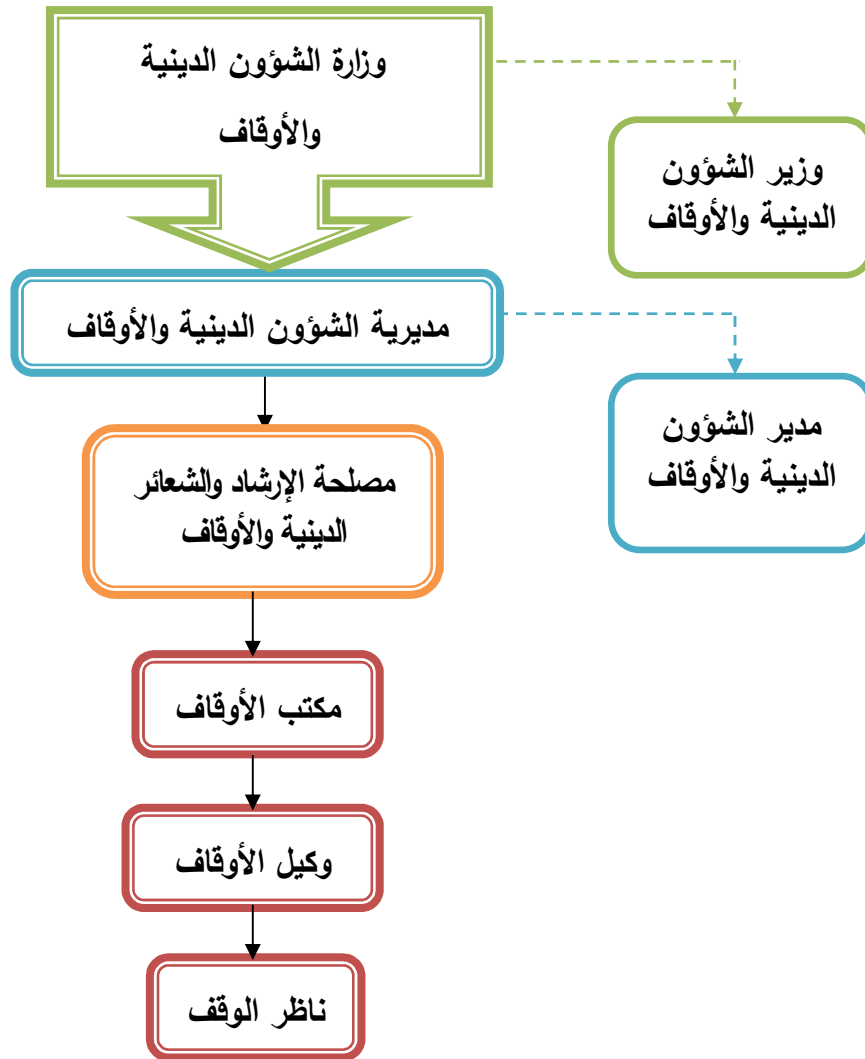 وزارة الشؤون الدينية
والأوقاف
وزير الشؤون
الدينية والأوقاف
مديرية الشؤون الدينية والأوقاف
مدير الشؤون
الدينية والأوقاف
مصلحة الإرشاد والشعائر
الدينية والأوقاف
مكتب الأوقاف
وكيل الأوقاف
ناظر الوقف